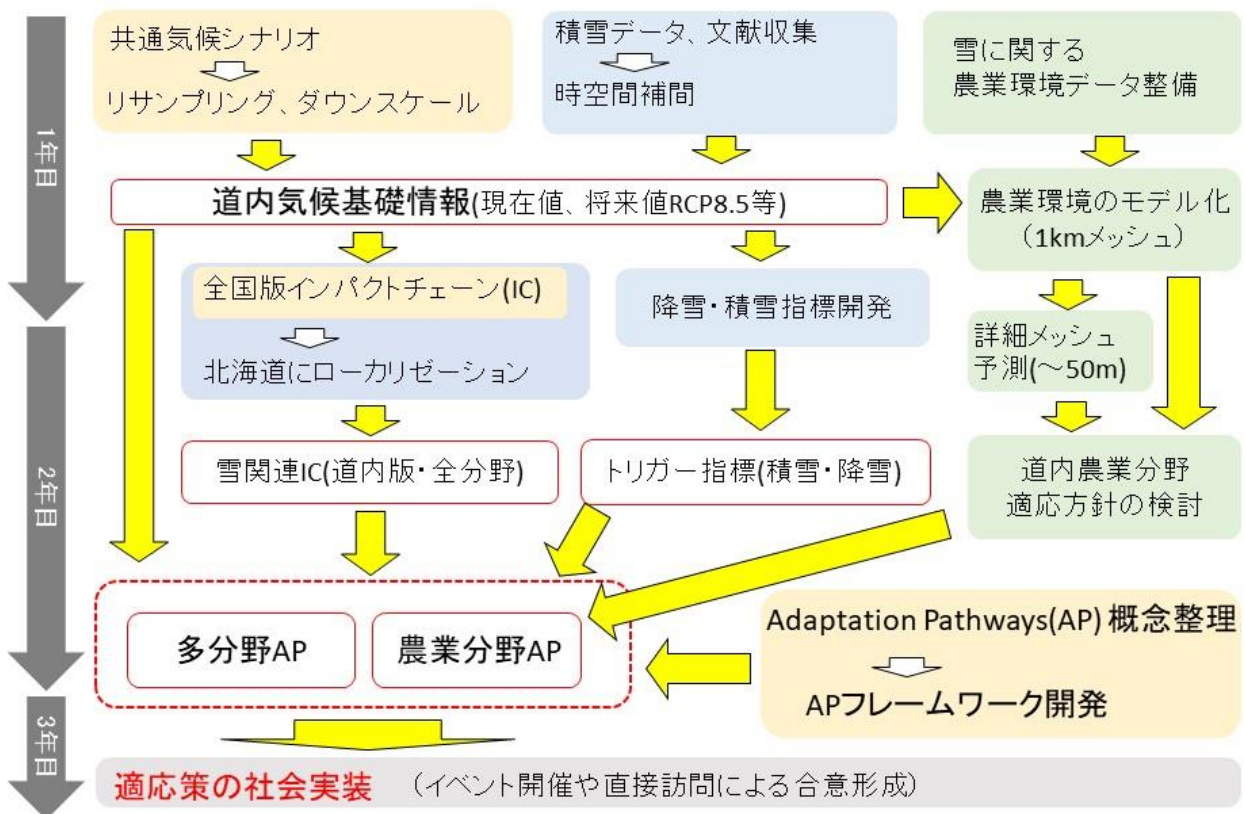 1年目
共通気候シナリオ
リサンプリング、ダウンスケール
積雪データ、文献収集
時空間補間
雪に関する
農業環境データ整備
道内気候基礎情報(現在値、将来値RCP8.5等)
農業環境のモデル化
(1kmメッシュ)
全国版インパクトチェーン(IC)
北海道にローカリゼーション
降雪・積雪指標開発
詳細メッシュ
予測(～50m)
2年目
雪関連IC(道内版・全分野)
トリガー指標(積雪・降雪)
道内農業分野
適応方針の検討
多分野AP
農業分野AP
Adaptation Pathways(AP) 概念整理
APフレームワーク開発
3年目
適応策の社会実装 (イベント開催や直接訪問による合意形成)